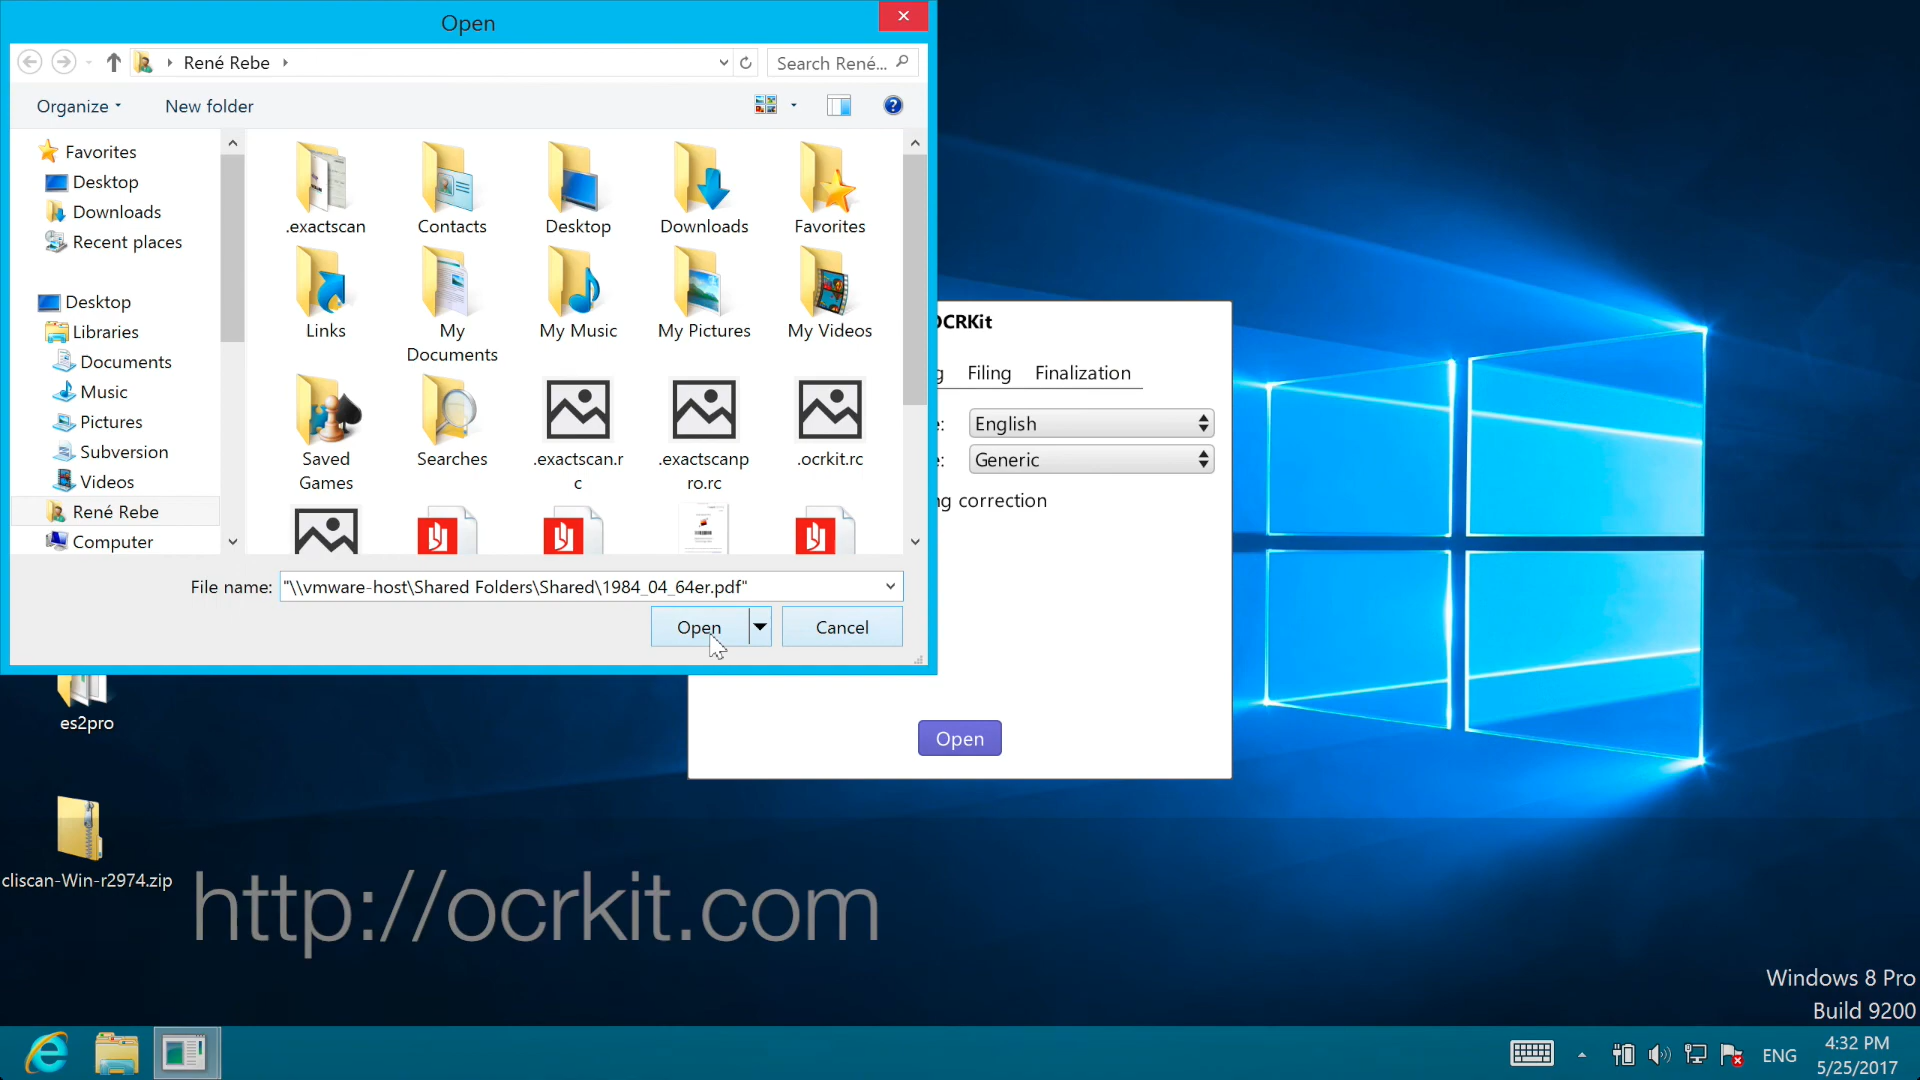 Open
René Rebe
Search René...
Organize
New folder
Favorites
Desktop
Downloads
Recent places
Desktop
Libraries
Documents
Music
Pictures
Subversion
Videos
René Rebe
Computer
.exactscan
Contacts
Desktop
Downloads
Favorites
Links
My
Documents
My Music
My Pictures
My Videos
Saved
Games
Searches
.exactscan.r
c
.exactscanp
ro.rc
.ocrkit.rc
File name:
"\\vmware-host\Shared Folders\Shared\1984_04_64er.pdf"
Open
Cancel
OCRKit
g
Filing
Finalization
e:
English
e:
Generic
ng correction
Open
es2pro
cliscan-Win-r2974.zip
http://ocrkit.com
Windows 8 Pro
Build 9200
ENG
4:32 PM
5/25/2017